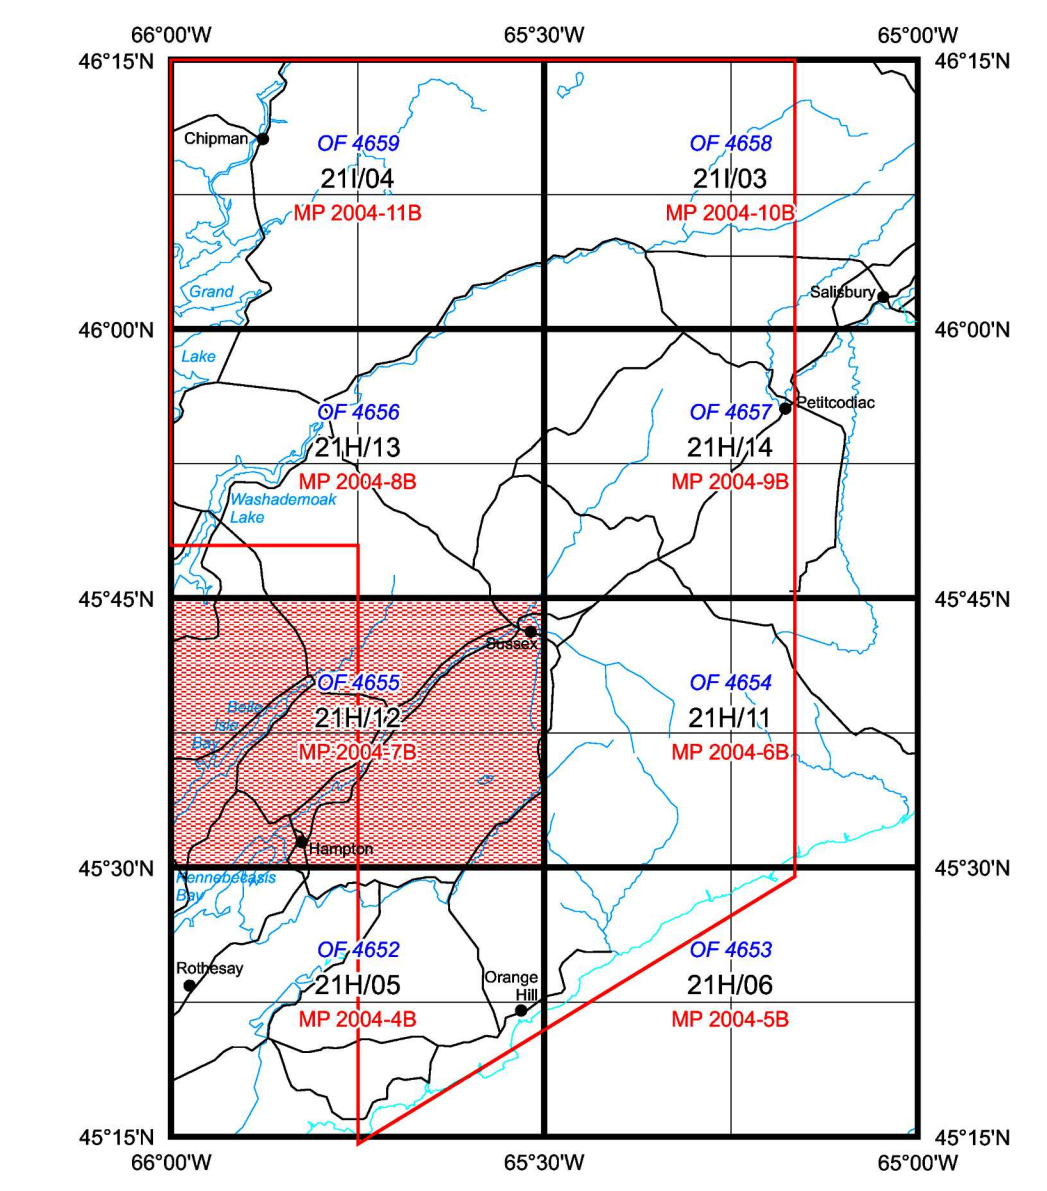 66°00'W 65°30'W 65°00'W
46°15'N 46°15'N
Chipman
OF 4659 OF 4658
21I/04 21I/03
MP 2004-11B MP 2004-10B
Grand
Salisbury
46°00'N 46°00'N
Lake
Petitcodiac
OF 4656 OF 4657
21H/13 21H/14
MP 2004-8B MP 2004-9B
Washademoak
Lake
45°45'N 45°45'N
Sussex
OF 4655 OF 4654
Belle
Isle
Bay
21H/12 21H/11
MP 2004-7B MP 2004-6B
Hampton
45°30'N 45°30'N
Kennebecasis
Bay
OF 4652 OF 4653
Rothesay
Orange
Hill
21H/05 21H/06
MP 2004-4B MP 2004-5B
45°15'N 45°15'N
66°00'W 65°30'W 65°00'W